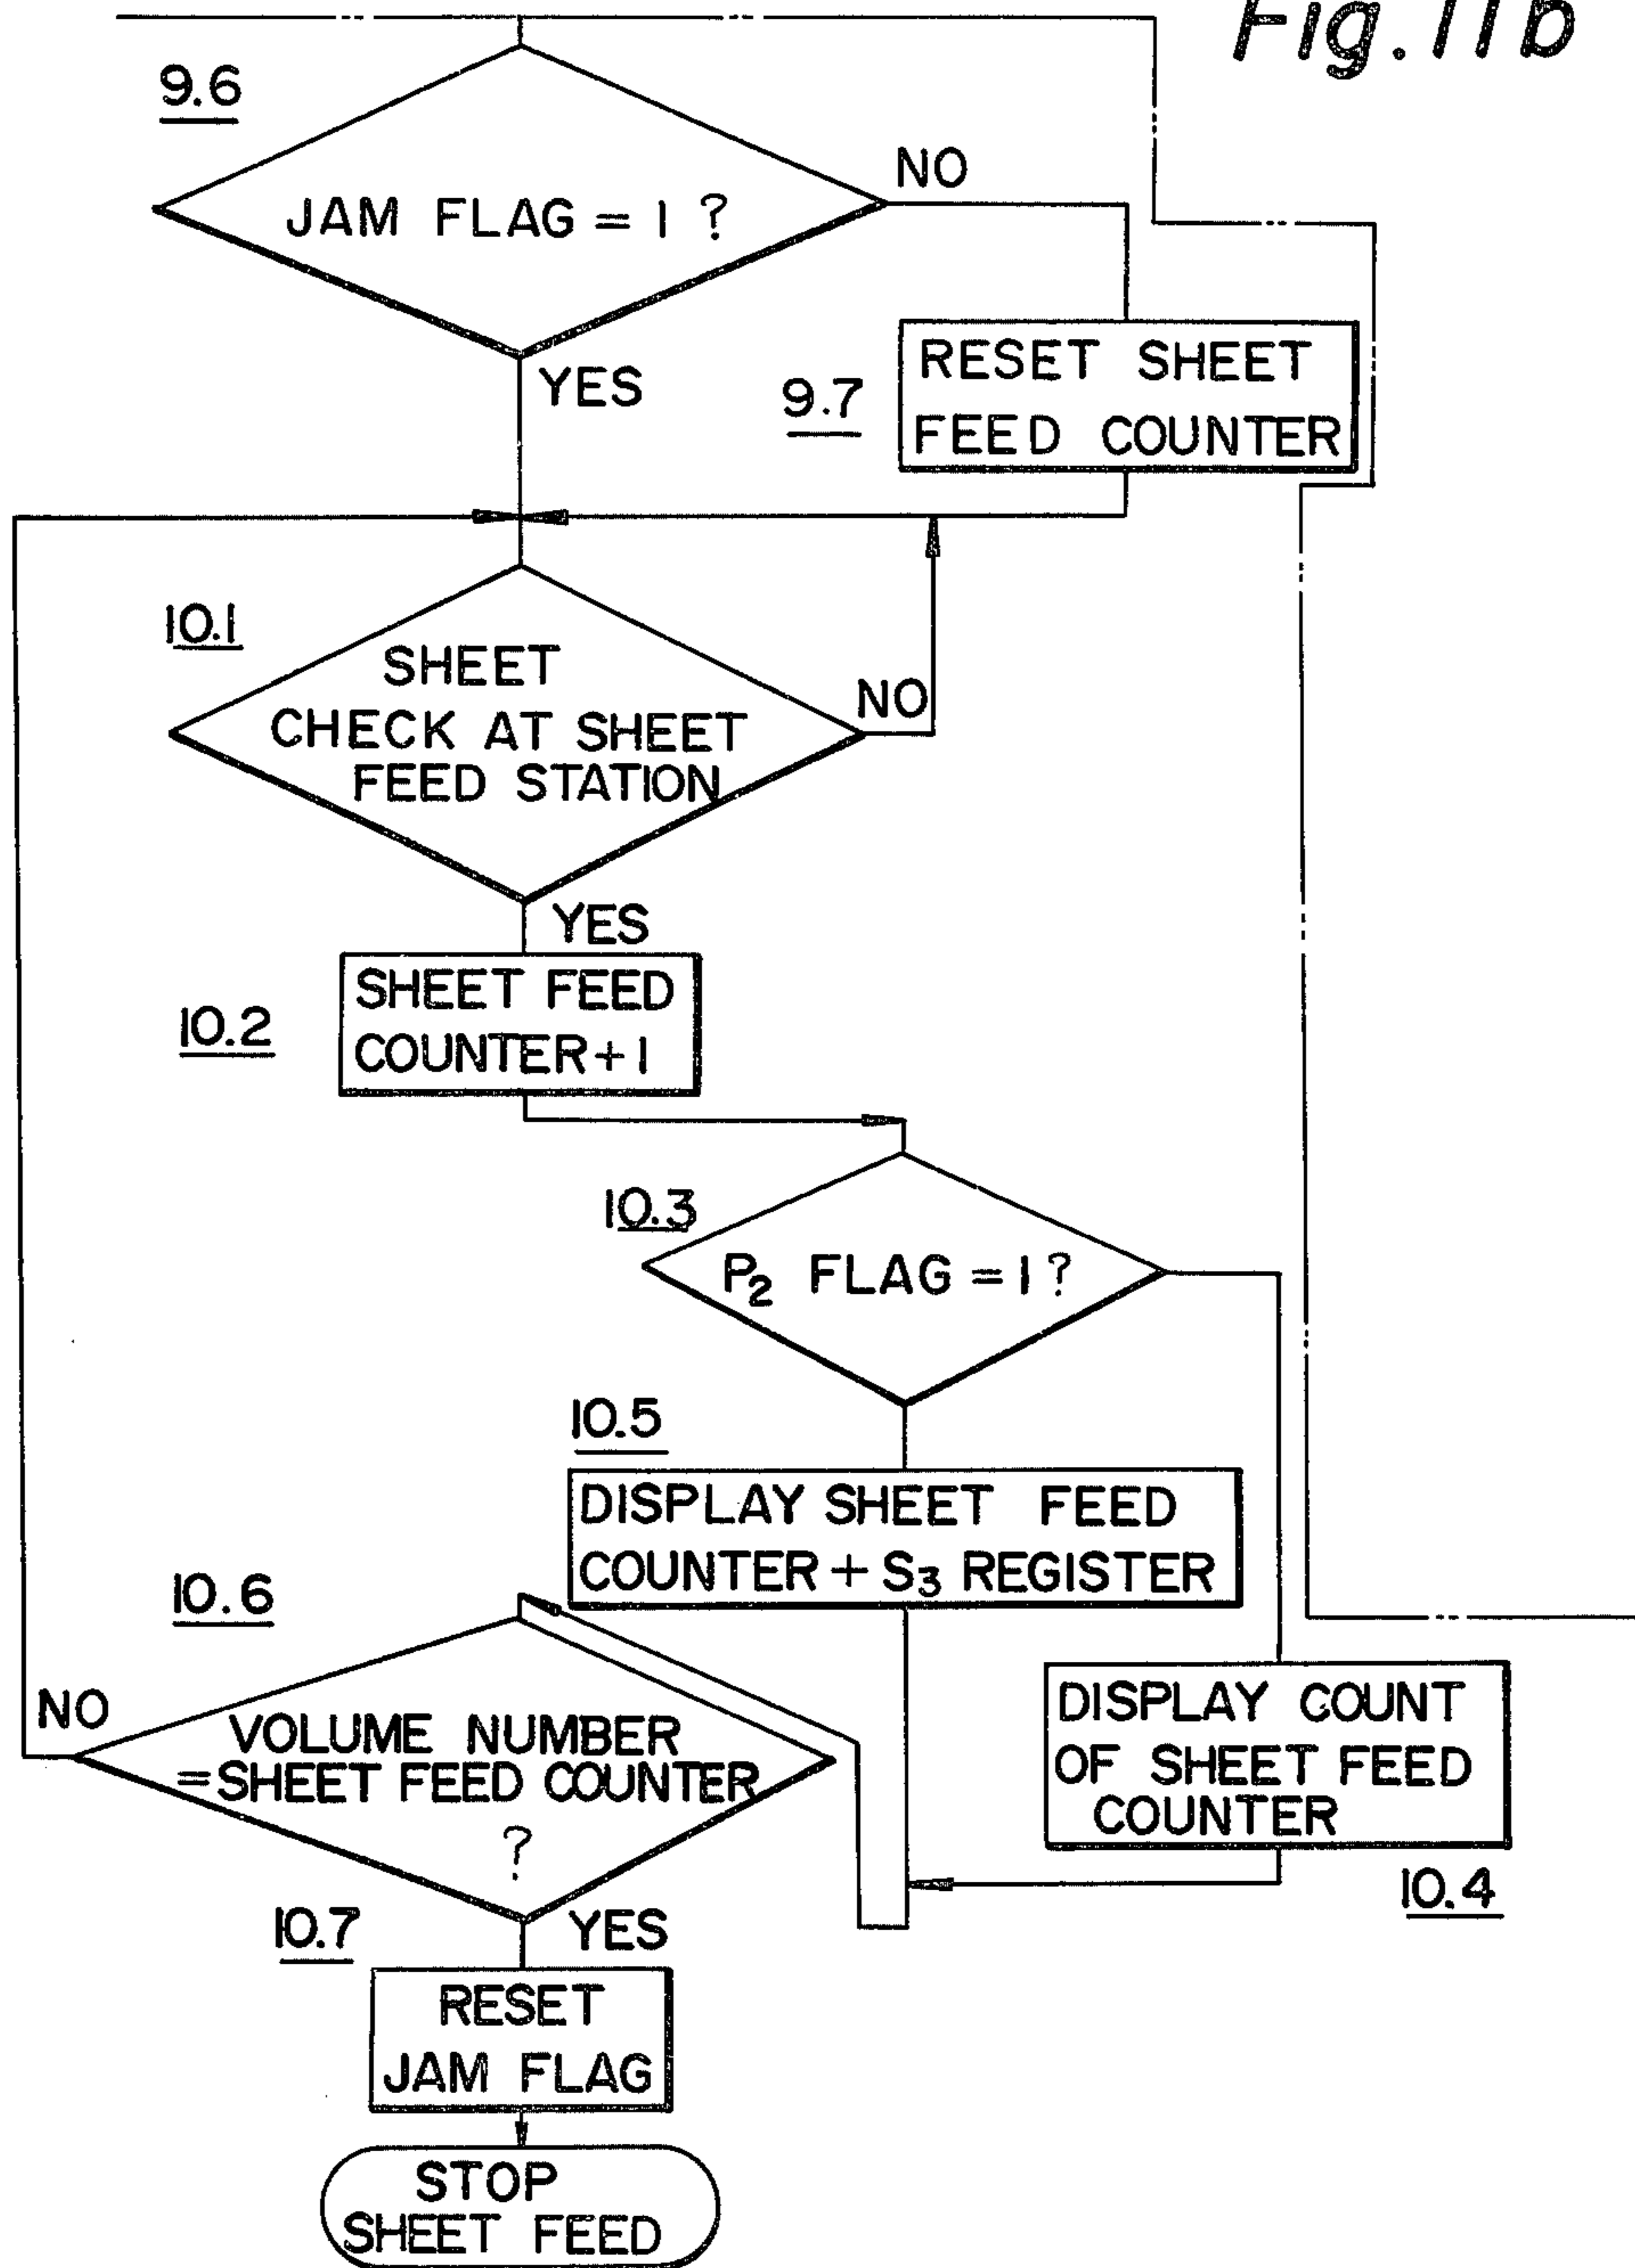 Fig. 11b
9.6
JAM FLAG = 1 ?
NO
YES
9.7
RESET SHEET
FEED COUNTER
10.1
SHEET
CHECK AT SHEET
FEED STATION
NO
YES
10.2
SHEET FEED
COUNTER+1
10.3
P₂ FLAG = 1 ?
10.5
DISPLAY SHEET FEED
COUNTER + S₃ REGISTER
10.6
NO
VOLUME NUMBER
=SHEET FEED COUNTER
?
DISPLAY COUNT
OF SHEET FEED
COUNTER
10.4
10.7
YES
RESET
JAM FLAG
STOP
SHEET FEED